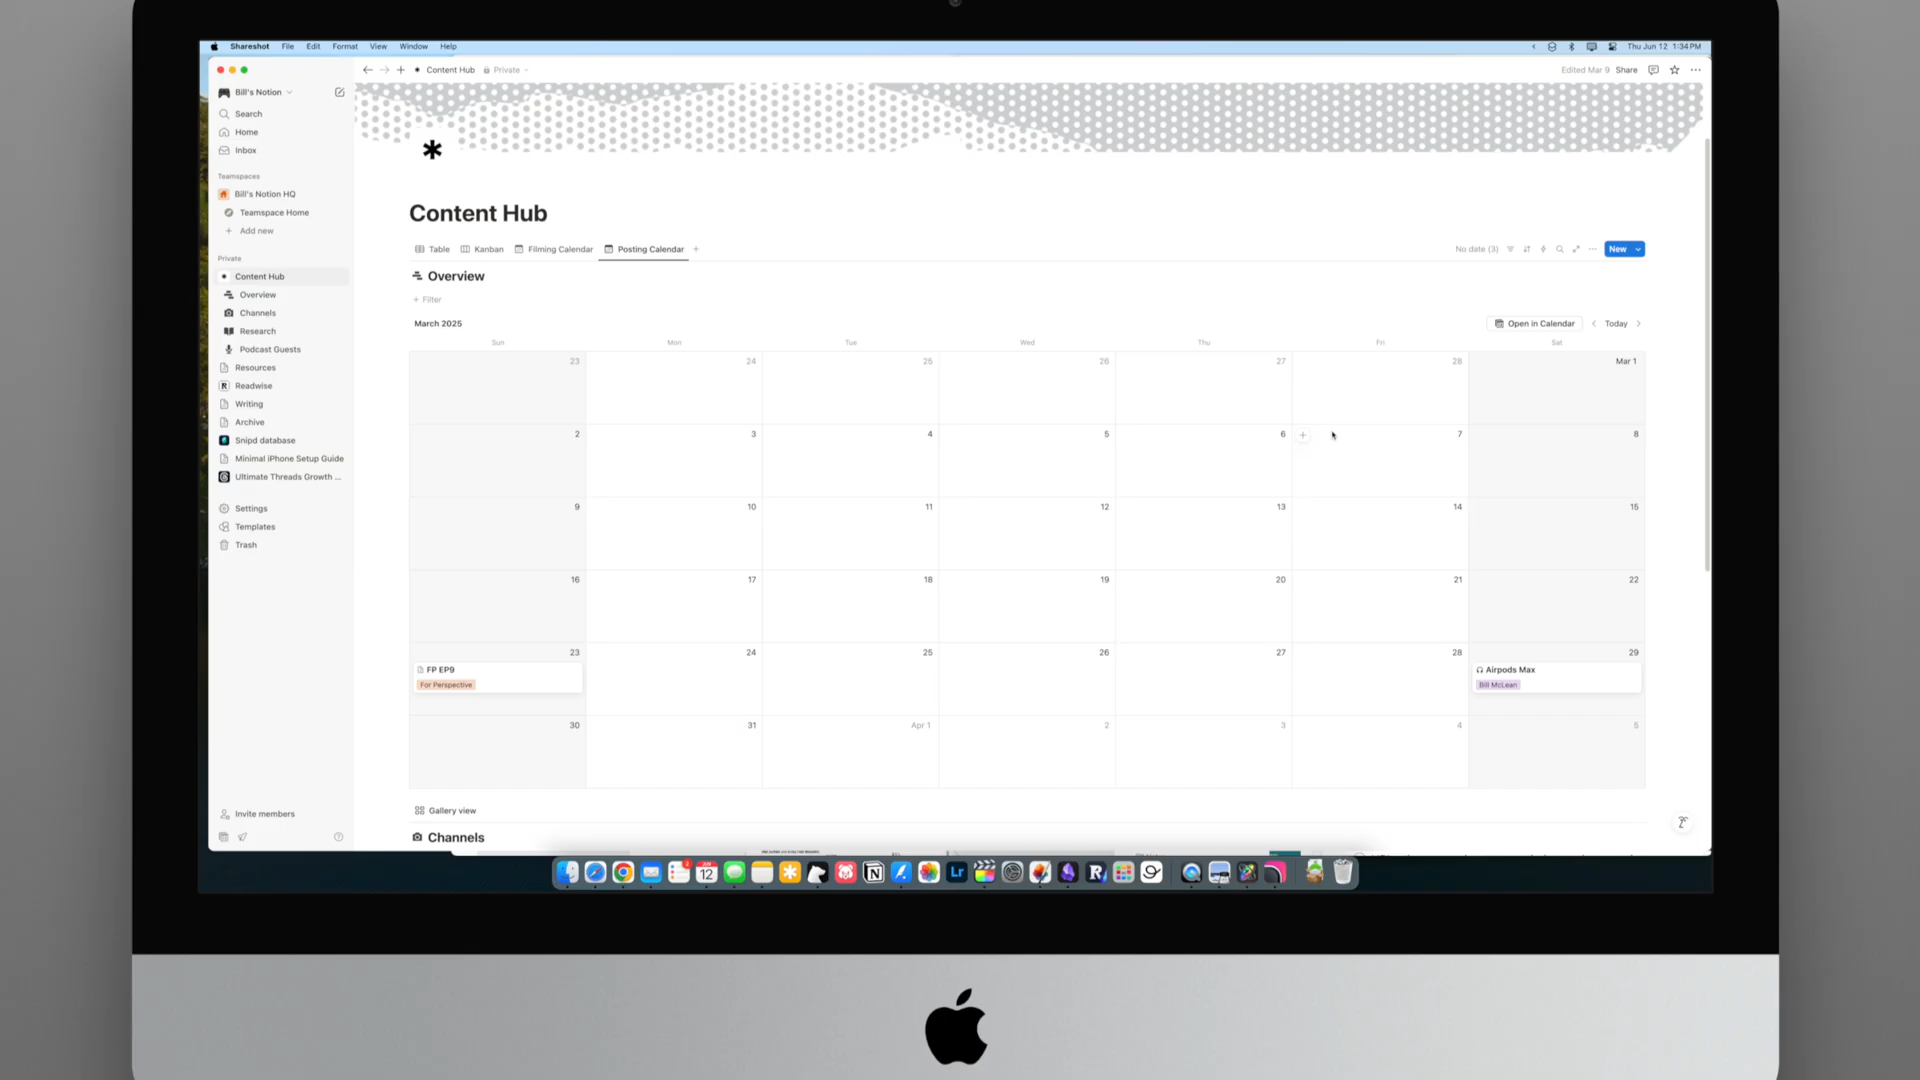 Shareshot File Edit Format View Window Help
Thu Jun 12 1:34 PM
Content Hub Private
Edited Mar 9 Share
Bill's Notion
Search
Home
Inbox
Teamspaces
Bill's Notion HQ
Teamspace Home
Add new
Private
Content Hub
Overview
Channels
Research
Podcast Guests
Resources
Readwise
Writing
Archive
Snipd database
Minimal iPhone Setup Guide
Ultimate Threads Growth ...
Settings
Templates
Trash
Invite members
Content Hub
Table Kanban Filming Calendar Posting Calendar
No date (3) New
Overview
+ Filter
March 2025
Open in Calendar Today
Sun Mon Tue Wed Thu Fri Sat
23 24 25 26 27 28 Mar 1
2 3 4 5 6 7 8
9 10 11 12 13 14 15
16 17 18 19 20 21 22
23 24 25 26 27 28 29
FP EP9
For Perspective
Airpods Max
Bill McLean
30 31 Apr 1 2 3 4 5
Gallery view
Channels
2
JUN
12
Lr